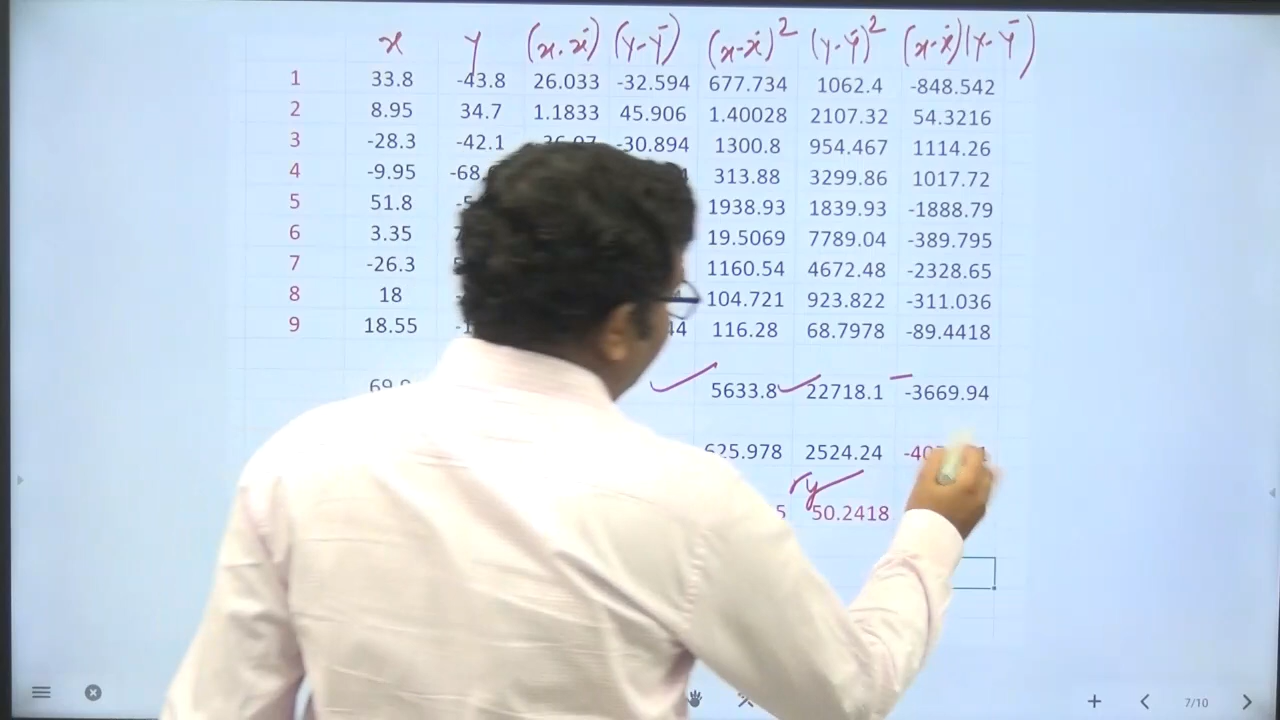 x y (x-x̄) (y-ȳ) (x-x̄)² (y-ȳ)² (x-x̄)(y-ȳ)
1 33.8 -43.8 26.033 -32.594 677.734 1062.4 -848.542
2 8.95 34.7 1.1833 45.906 1.40028 2107.32 54.3216
3 -28.3 -42.1 -36.07 -30.894 1300.8 954.467 1114.26
4 -9.95 313.88 3299.86 1017.72
5 51.8 1938.93 1839.93 -1888.79
6 3.35 19.5069 7789.04 -389.795
7 -26.3 1160.54 4672.48 -2328.65
8 18 104.721 923.822 -311.036
9 18.55 116.28 68.7978 -89.4418
5633.8 22718.1 -3669.94
625.978 2524.24
50.2418
7/10